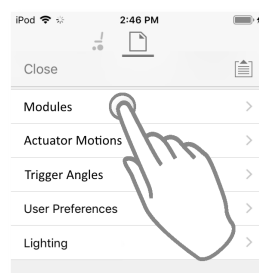 iPod 2:46 PM
Close
Modules
Actuator Motions
Trigger Angles
User Preferences
Lighting